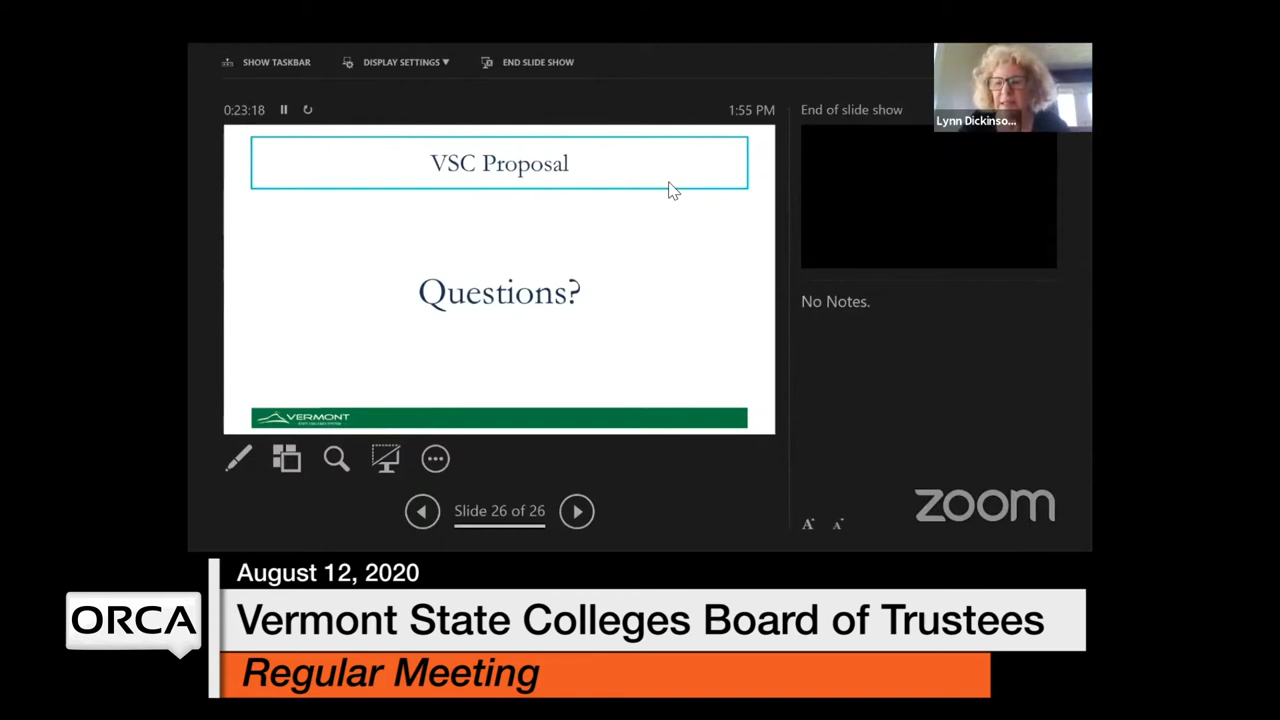 SHOW TASKBAR DISPLAY SETTINGS ▼ END SLIDE SHOW
0:23:18 1:55 PM End of slide show
Lynn Dickinso...
VSC Proposal
Questions?
No Notes.
VERMONT
Slide 26 of 26
A A
zoom
August 12, 2020
ORCA
Vermont State Colleges Board of Trustees
Regular Meeting